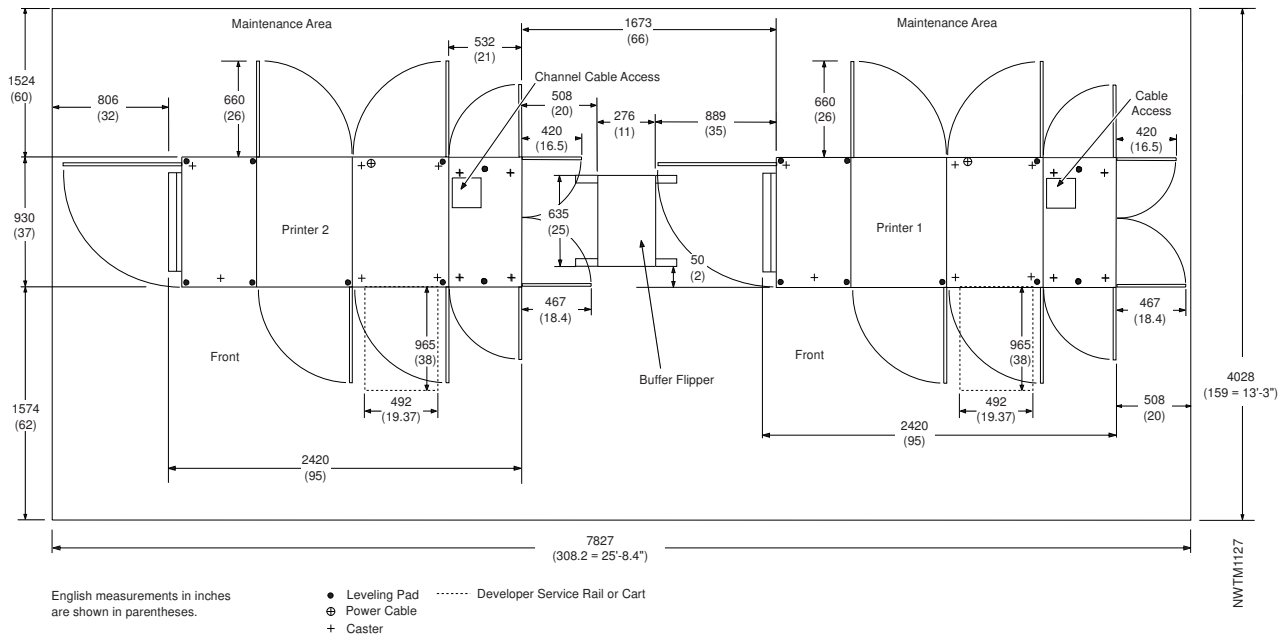 Maintenance Area
1673
(66)
Maintenance Area
532
(21)
1524
(60)
Channel Cable Access
806
(32)
660
(26)
508
(20)
276
(11)
889
(35)
660
(26)
Cable
Access
420
(16.5)
420
(16.5)
930
(37)
635
(25)
Printer 2
Printer 1
50
(2)
467
(18.4)
467
(18.4)
Front
965
(38)
Front
965
(38)
Buffer Flipper
4028
(159 = 13'-3")
1574
(62)
492
(19.37)
492
(19.37)
508
(20)
2420
(95)
2420
(95)
7827
(308.2 = 25'-8.4")
NWTM1127
English measurements in inches
are shown in parentheses.
Leveling Pad
Developer Service Rail or Cart
Power Cable
Caster